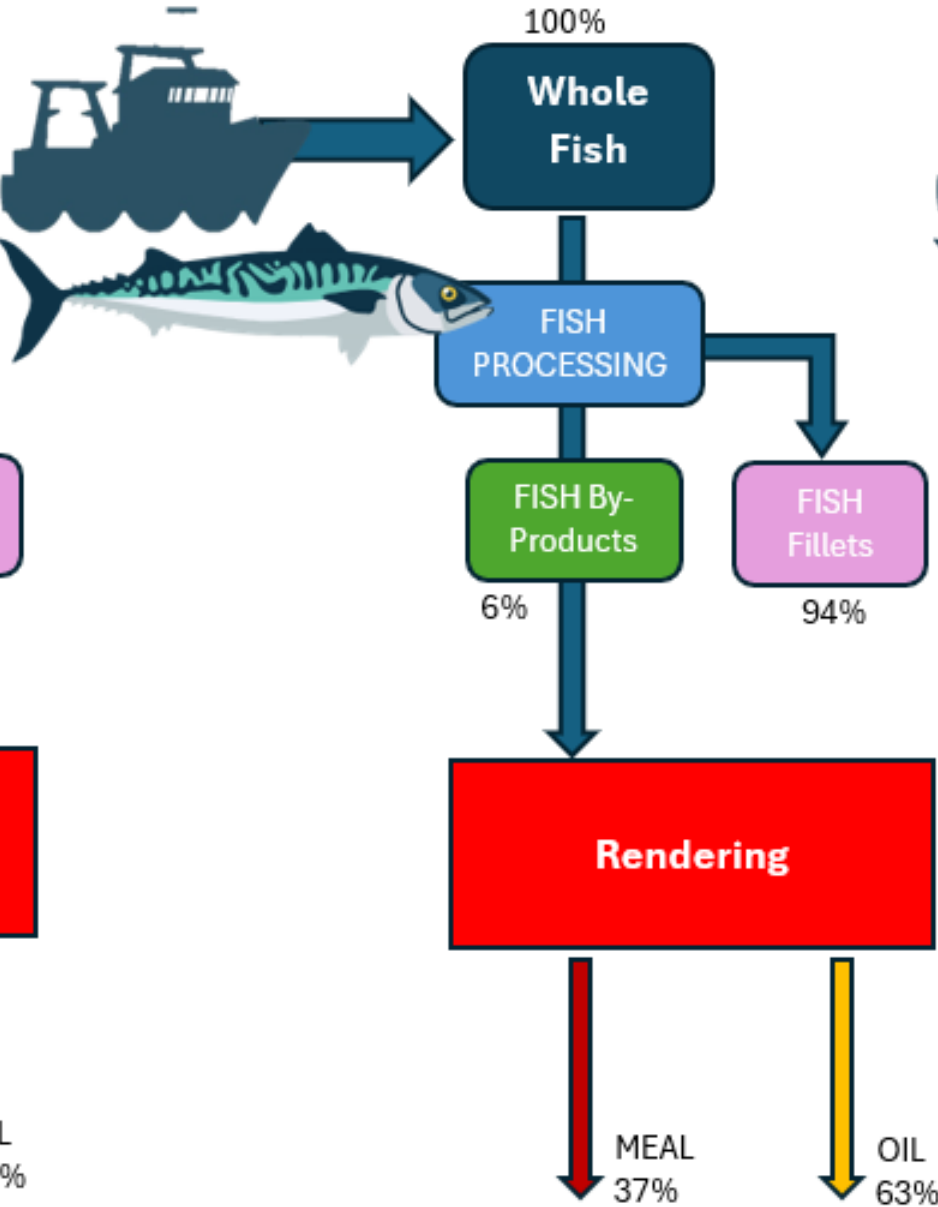 100%
Whole
Fish
FISH
PROCESSING
FISH By-
Products
FISH
Fillets
6%
94%
Rendering
L
%
MEAL
37%
OIL
63%